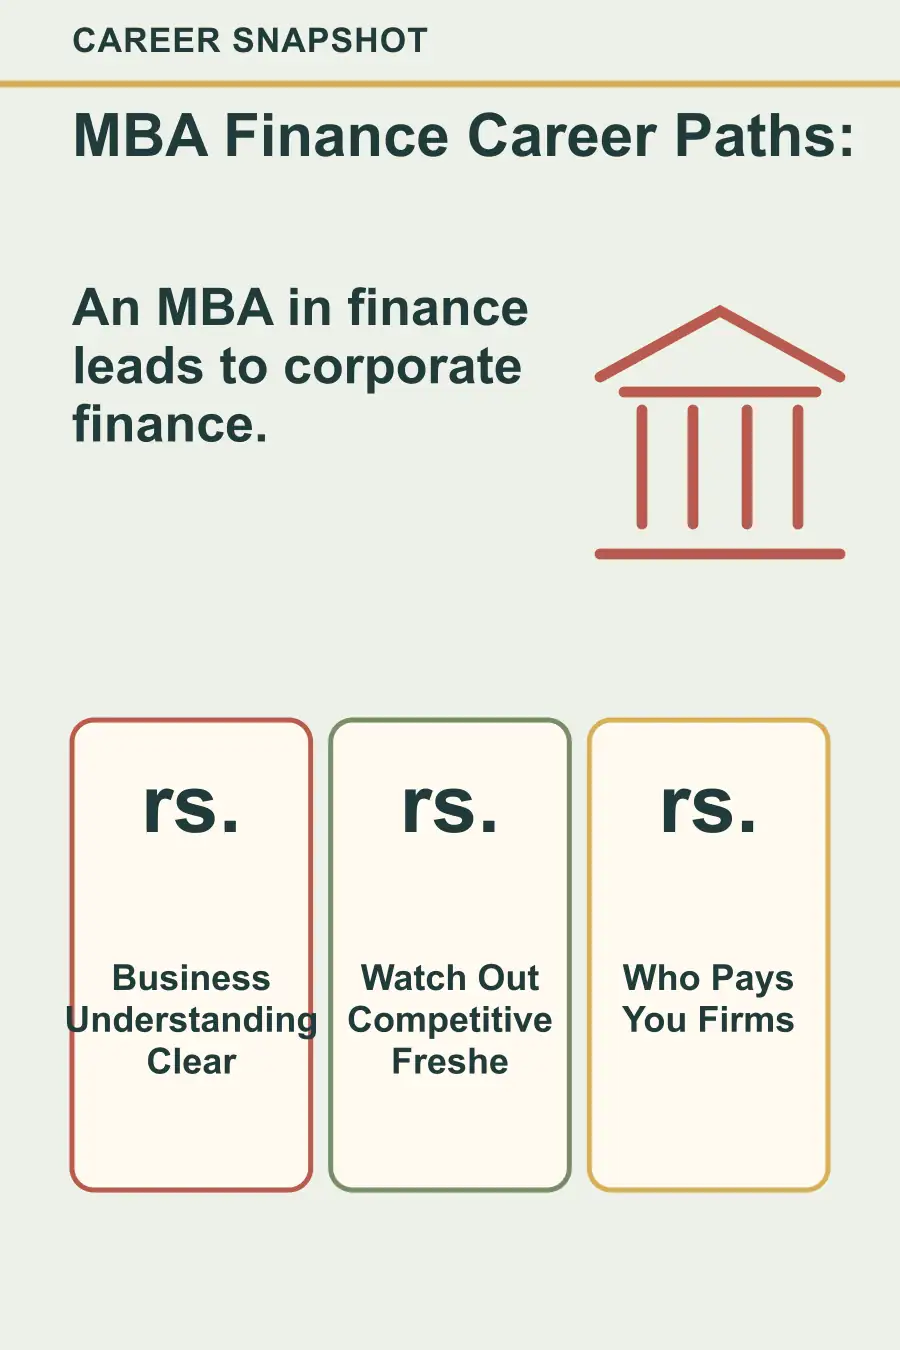 CAREER SNAPSHOT
MBA Finance Career Paths:
An MBA in finance
leads to corporate
finance.
rs.
Business
Understanding
Clear
rs.
Watch Out
Competitive
Freshe
rs.
Who Pays
You Firms